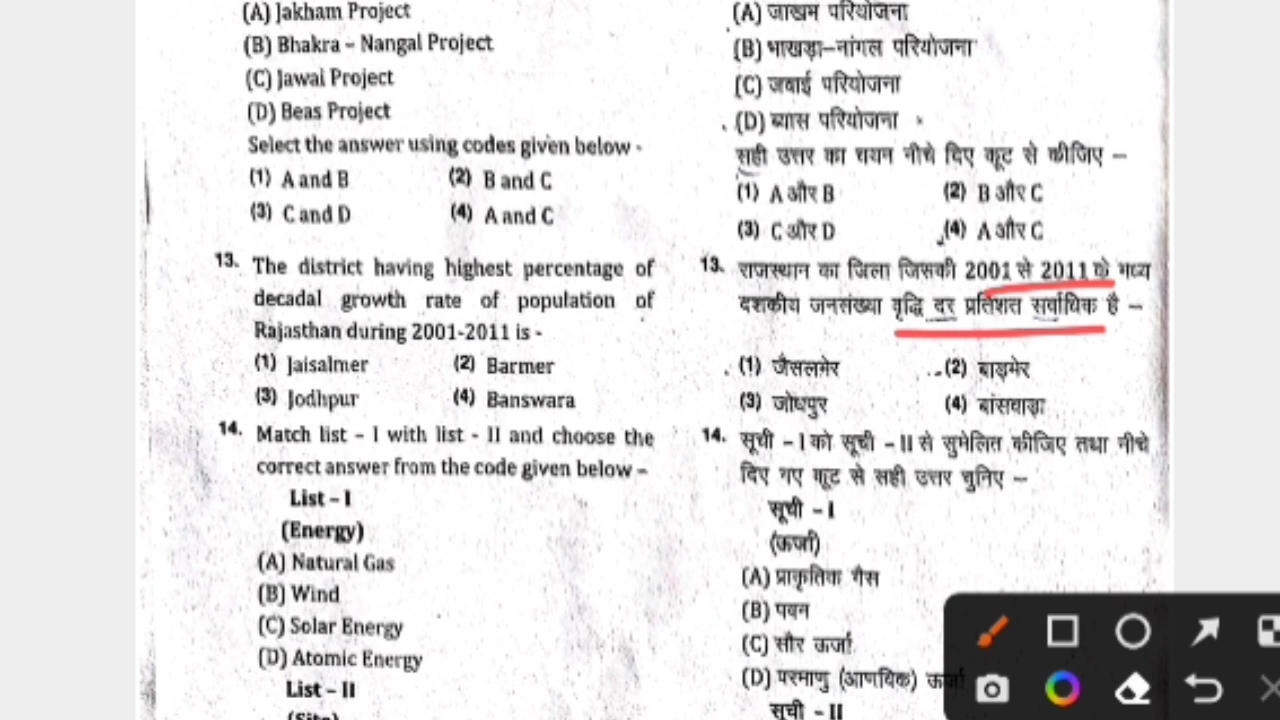 (A) Jakham Project
(B) Bhakra - Nangal Project
(C) Jawai Project
(D) Beas Project
Select the answer using codes given below -
(1) A and B (2) B and C
(3) C and D (4) A and C
13. The district having highest percentage of
decadal growth rate of population of
Rajasthan during 2001-2011 is -
(1) Jaisalmer (2) Barmer
(3) Jodhpur (4) Banswara
14. Match list - I with list - II and choose the
correct answer from the code given below -
List - I
(Energy)
(A) Natural Gas
(B) Wind
(C) Solar Energy
(D) Atomic Energy
List - II
(Site)
(A) जाखम परियोजना
(B) भाखड़ा-नांगल परियोजना
(C) जवाई परियोजना
(D) ब्यास परियोजना
सही उत्तर का चयन नीचे दिए कूट से कीजिए -
(1) A और B (2) B और C
(3) C और D (4) A और C
13. राजस्थान का जिला जिसकी 2001 से 2011 के मध्य
दशकीय जनसंख्या वृद्धि दर प्रतिशत सर्वाधिक है -
(1) जैसलमेर (2) बाड़मेर
(3) जोधपुर (4) बांसवाड़ा
14. सूची - I को सूची - II से सुमेलित कीजिए तथा नीचे
दिए गए कूट से सही उत्तर चुनिए -
सूची - I
(ऊर्जा)
(A) प्राकृतिक गैस
(B) पवन
(C) सौर ऊर्जा
(D) परमाणु (आणविक) ऊर्जा
सूची - II